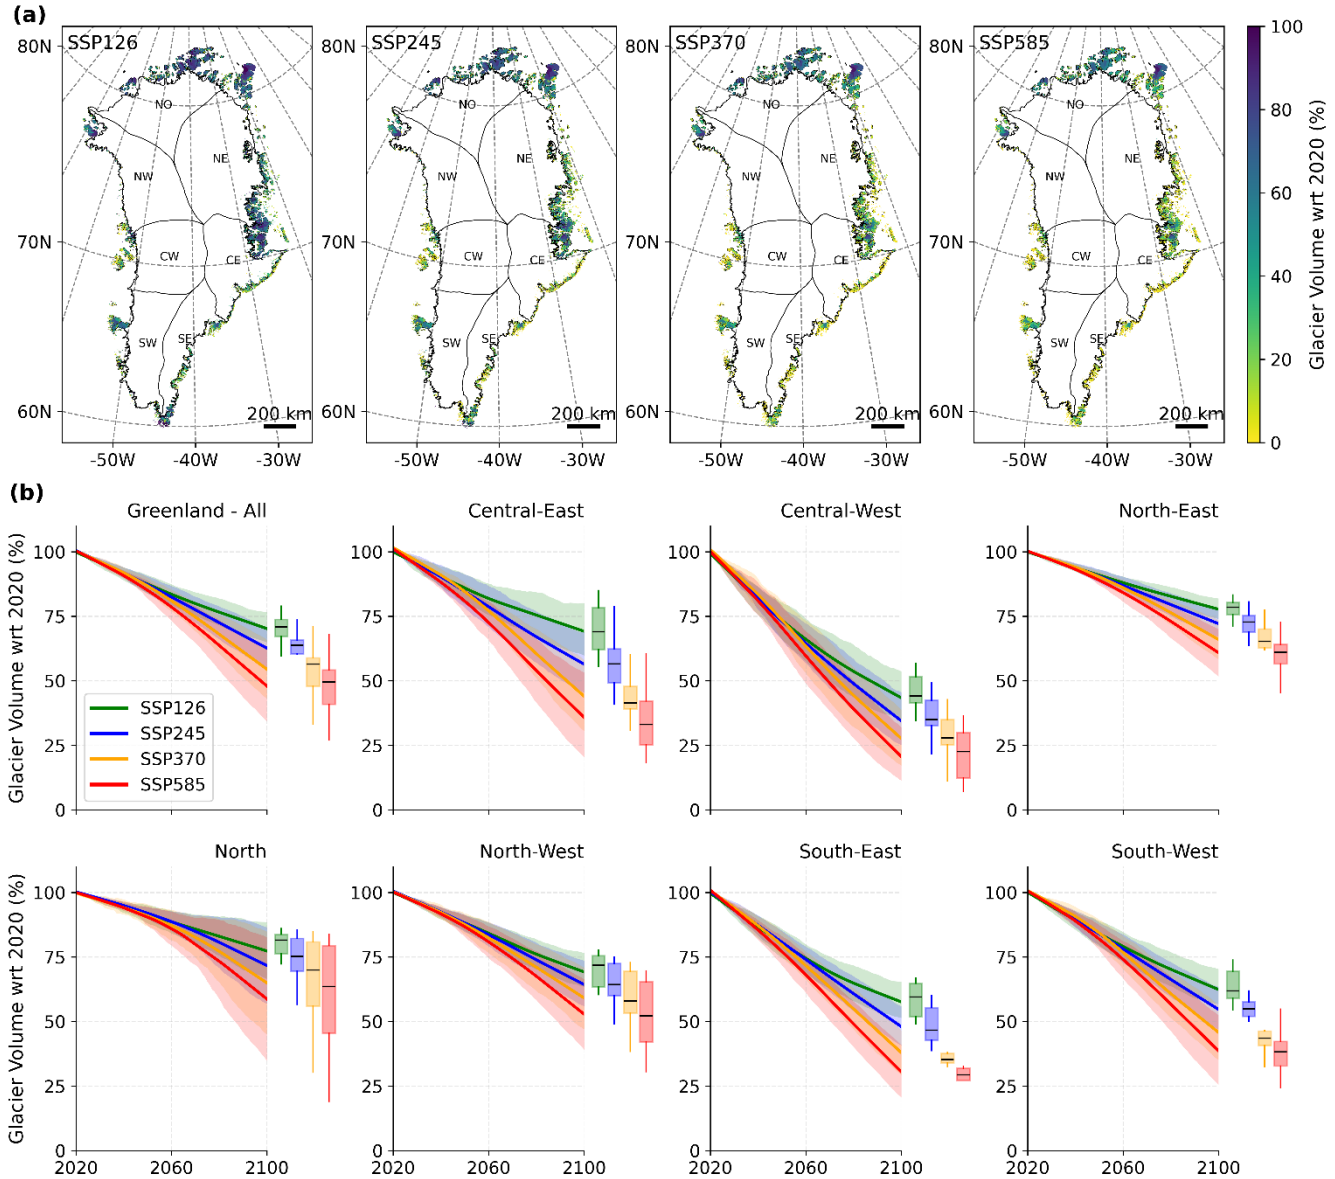 (a)
SSP126
SSP245
SSP370
SSP585
80N
70N
60N
NO
NE
NW
CW
CE
SW
SE
200 km
-50W
-40W
-30W
80N
70N
60N
NO
NE
NW
CW
CE
SW
SE
200 km
-50W
-40W
-30W
80N
70N
60N
NO
NE
NW
CW
CE
SW
SE
200 km
-50W
-40W
-30W
80N
70N
60N
NO
NE
NW
CW
CE
SW
SE
200 km
-50W
-40W
-30W
100
80
60
40
20
0
Glacier Volume wrt 2020 (%)
(b)
Greenland - All
Glacier Volume wrt 2020 (%)
100
75
50
25
0
SSP126
SSP245
SSP370
SSP585
Central-East
100
75
50
25
0
Central-West
100
75
50
25
0
North-East
100
75
50
25
0
North
Glacier Volume wrt 2020 (%)
100
75
50
25
0
2020
2060
2100
North-West
100
75
50
25
0
2020
2060
2100
South-East
100
75
50
25
0
2020
2060
2100
South-West
100
75
50
25
0
2020
2060
2100